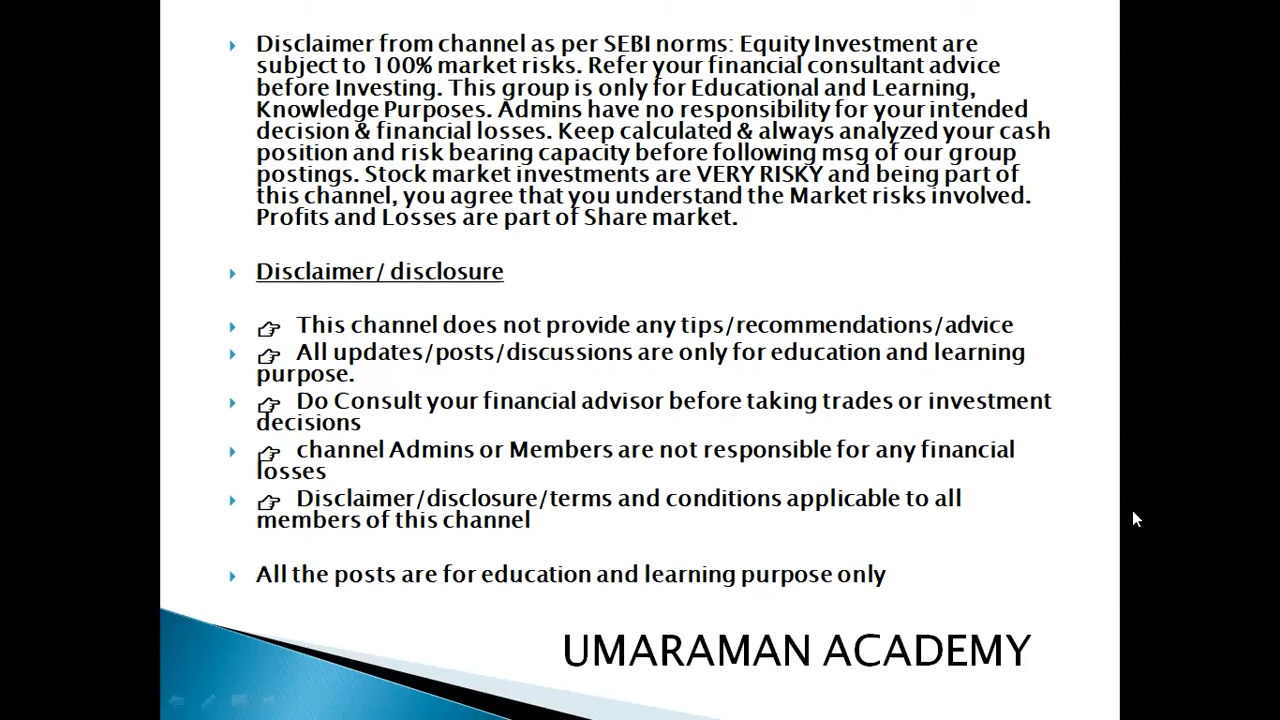 Disclaimer from channel as per SEBI norms: Equity Investment are
subject to 100% market risks. Refer your financial consultant advice
before Investing. This group is only for Educational and Learning,
Knowledge Purposes. Admins have no responsibility for your intended
decision & financial losses. Keep calculated & always analyzed your cash
position and risk bearing capacity before following msg of our group
postings. Stock market investments are VERY RISKY and being part of
this channel, you agree that you understand the Market risks involved.
Profits and Losses are part of Share market.
Disclaimer/ disclosure
👉 This channel does not provide any tips/recommendations/advice
👉 All updates/posts/discussions are only for education and learning
purpose.
👉 Do Consult your financial advisor before taking trades or investment
decisions
👉 channel Admins or Members are not responsible for any financial
losses
👉 Disclaimer/disclosure/terms and conditions applicable to all
members of this channel
All the posts are for education and learning purpose only
UMARAMAN ACADEMY